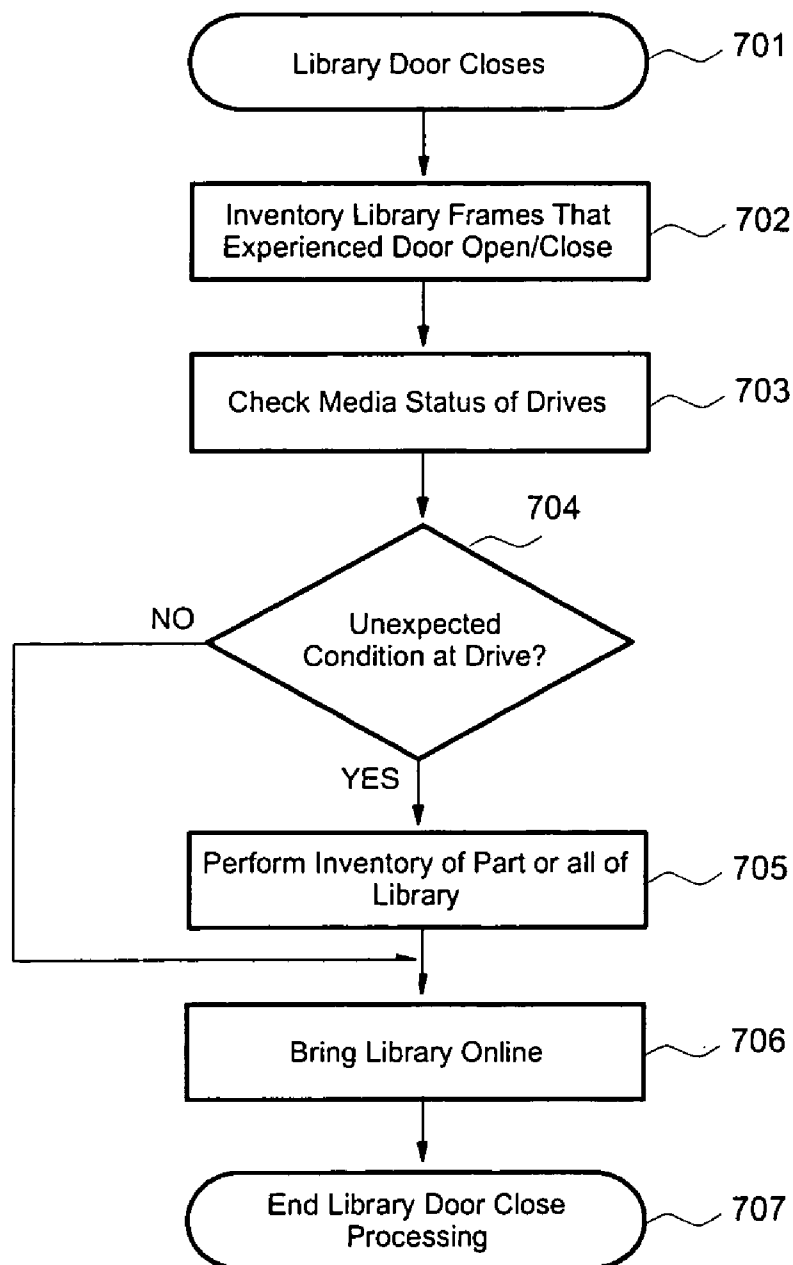 Library Door Closes
701
Inventory Library Frames That
Experienced Door Open/Close
702
Check Media Status of Drives
703
704
NO
Unexpected
Condition at Drive?
YES
Perform Inventory of Part or all of
Library
705
Bring Library Online
706
End Library Door Close
Processing
707